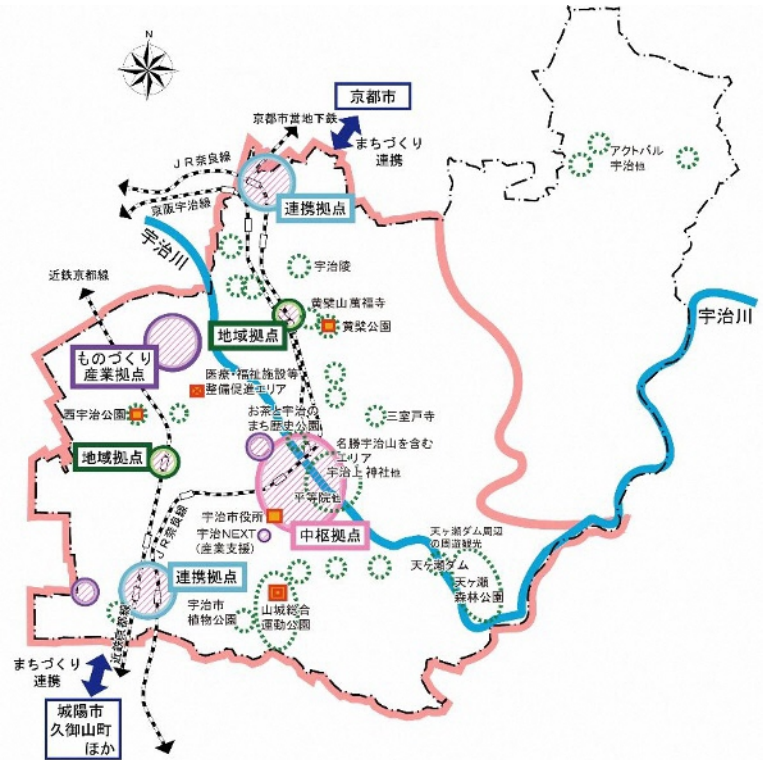 N
京都市
京都市営地下鉄
まちづくり
連携
アクトパル
宇治他
JR奈良線
京阪宇治線
連携拠点
宇治川
宇治陵
近鉄京都線
宇治川
黄檗山萬福寺
黄檗公園
地域拠点
ものづくり
産業拠点
医療・福祉施設等
整備促進エリア
お茶と宇治の
まち歴史公園
西宇治公園
三室戸寺
地域拠点
名勝宇治山を含む
エリア
宇治上神社他
平等院他
宇治市役所
中枢拠点
宇治NEXT
(産業支援)
JR奈良線
天ヶ瀬ダム周辺
の周遊観光
天ヶ瀬ダム
天ヶ瀬
森林公園
連携拠点
宇治市
植物公園
山城総合
運動公園
近鉄京都線
まちづくり
連携
城陽市
久御山町
ほか